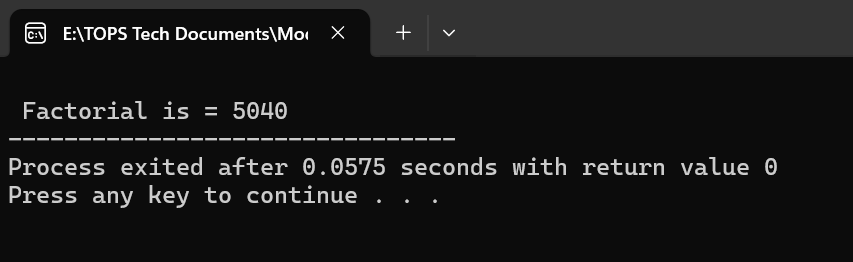 E:\TOPS Tech Documents\Mo
Factorial is = 5040
--------------------------------
Process exited after 0.0575 seconds with return value 0
Press any key to continue . . .